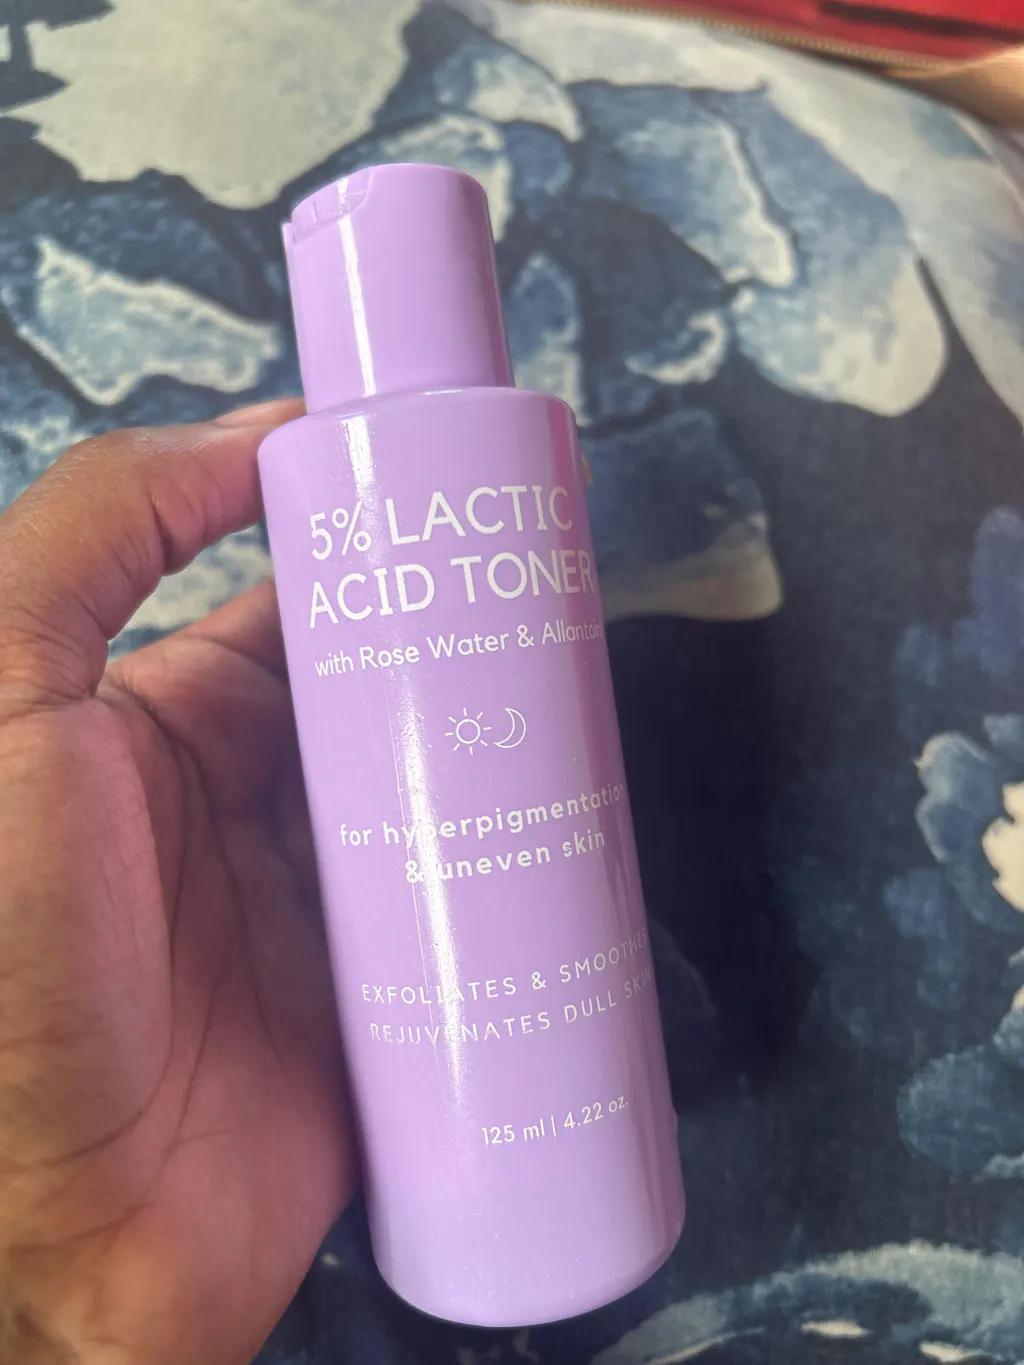 5% LACTIC
ACID TONER
with Rose Water & Allantoin
for hyperpigmentation
& uneven skin
EXFOLIATES & SMOOTHES
REJUVENATES DULL SKIN
125 ml | 4.22 oz.